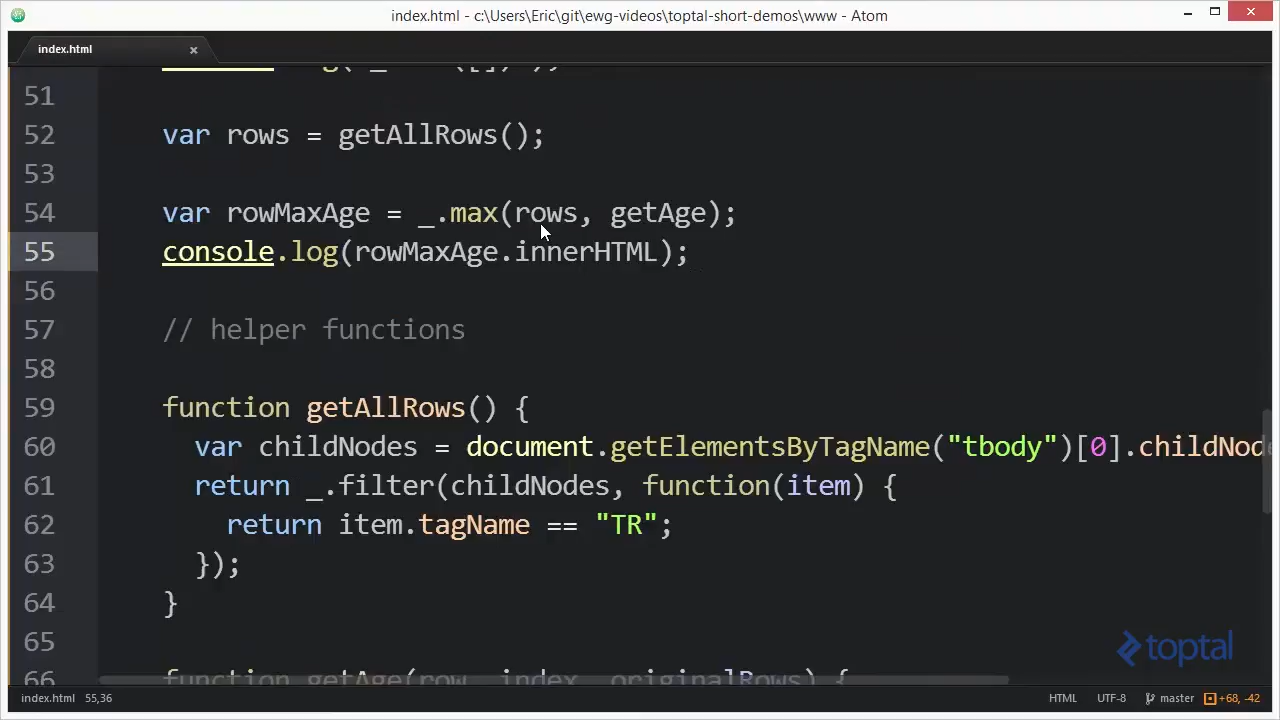 index.html - c:\Users\Eric\git\ewg-videos\toptal-short-demos\www - Atom
index.html
51
52 var rows = getAllRows();
53
54 var rowMaxAge = _.max(rows, getAge);
55 console.log(rowMaxAge.innerHTML);
56
57 // helper functions
58
59 function getAllRows() {
60 var childNodes = document.getElementsByTagName("tbody")[0].childNod
61 return _.filter(childNodes, function(item) {
62 return item.tagName == "TR";
63 });
64 }
65
66 function getAge(row, index, originalRows) {
toptal
index.html 55,36 HTML UTF-8 master +68, -42